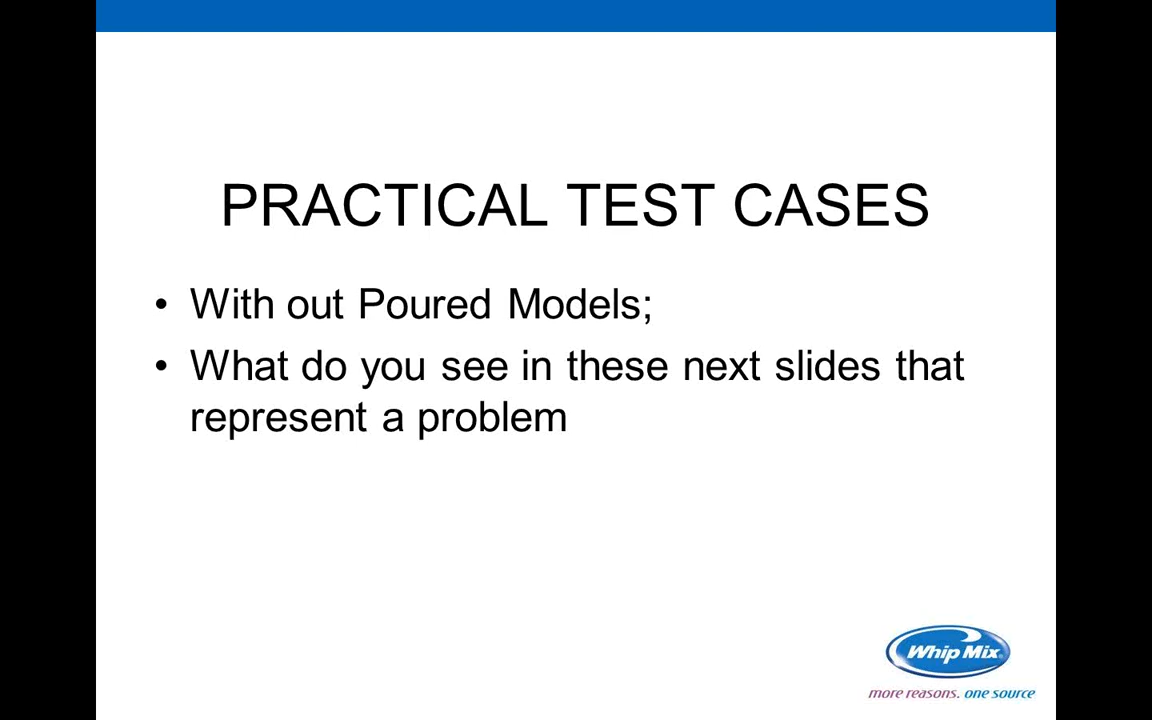 PRACTICAL TEST CASES
• With out Poured Models;
• What do you see in these next slides that
represent a problem
Whip Mix
more reasons. one source